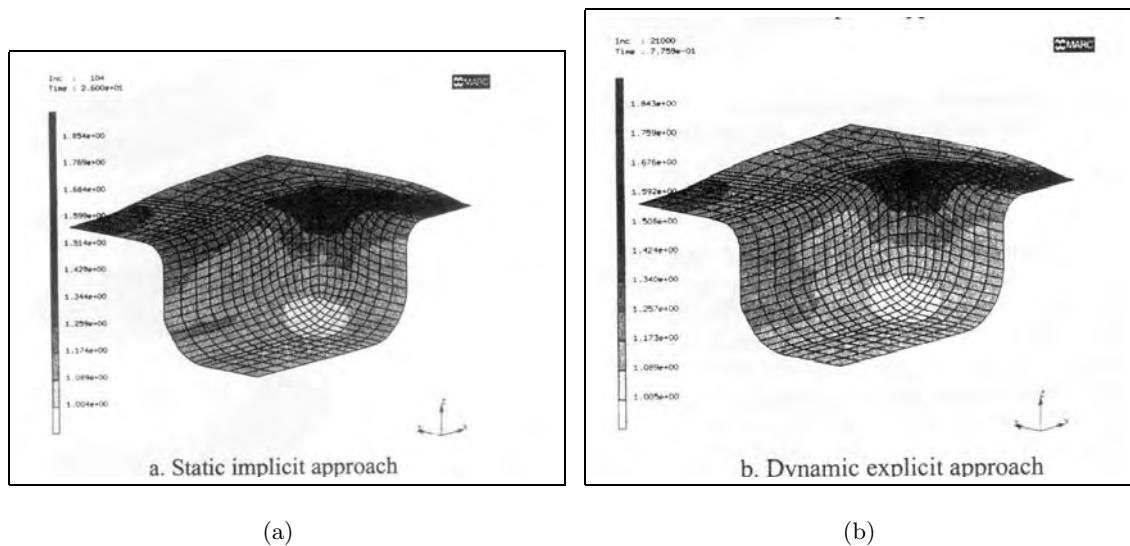 Inc : 104
Time : 2.600e+01
MARC
1.854e+00
1.769e+00
1.684e+00
1.599e+00
1.514e+00
1.429e+00
1.344e+00
1.259e+00
1.174e+00
1.089e+00
1.004e+00
a. Static implicit approach
(a)
Inc : 21000
Time : 7.759e-01
MARC
1.843e+00
1.759e+00
1.676e+00
1.592e+00
1.508e+00
1.424e+00
1.340e+00
1.257e+00
1.173e+00
1.089e+00
1.005e+00
b. Dynamic explicit approach
(b)